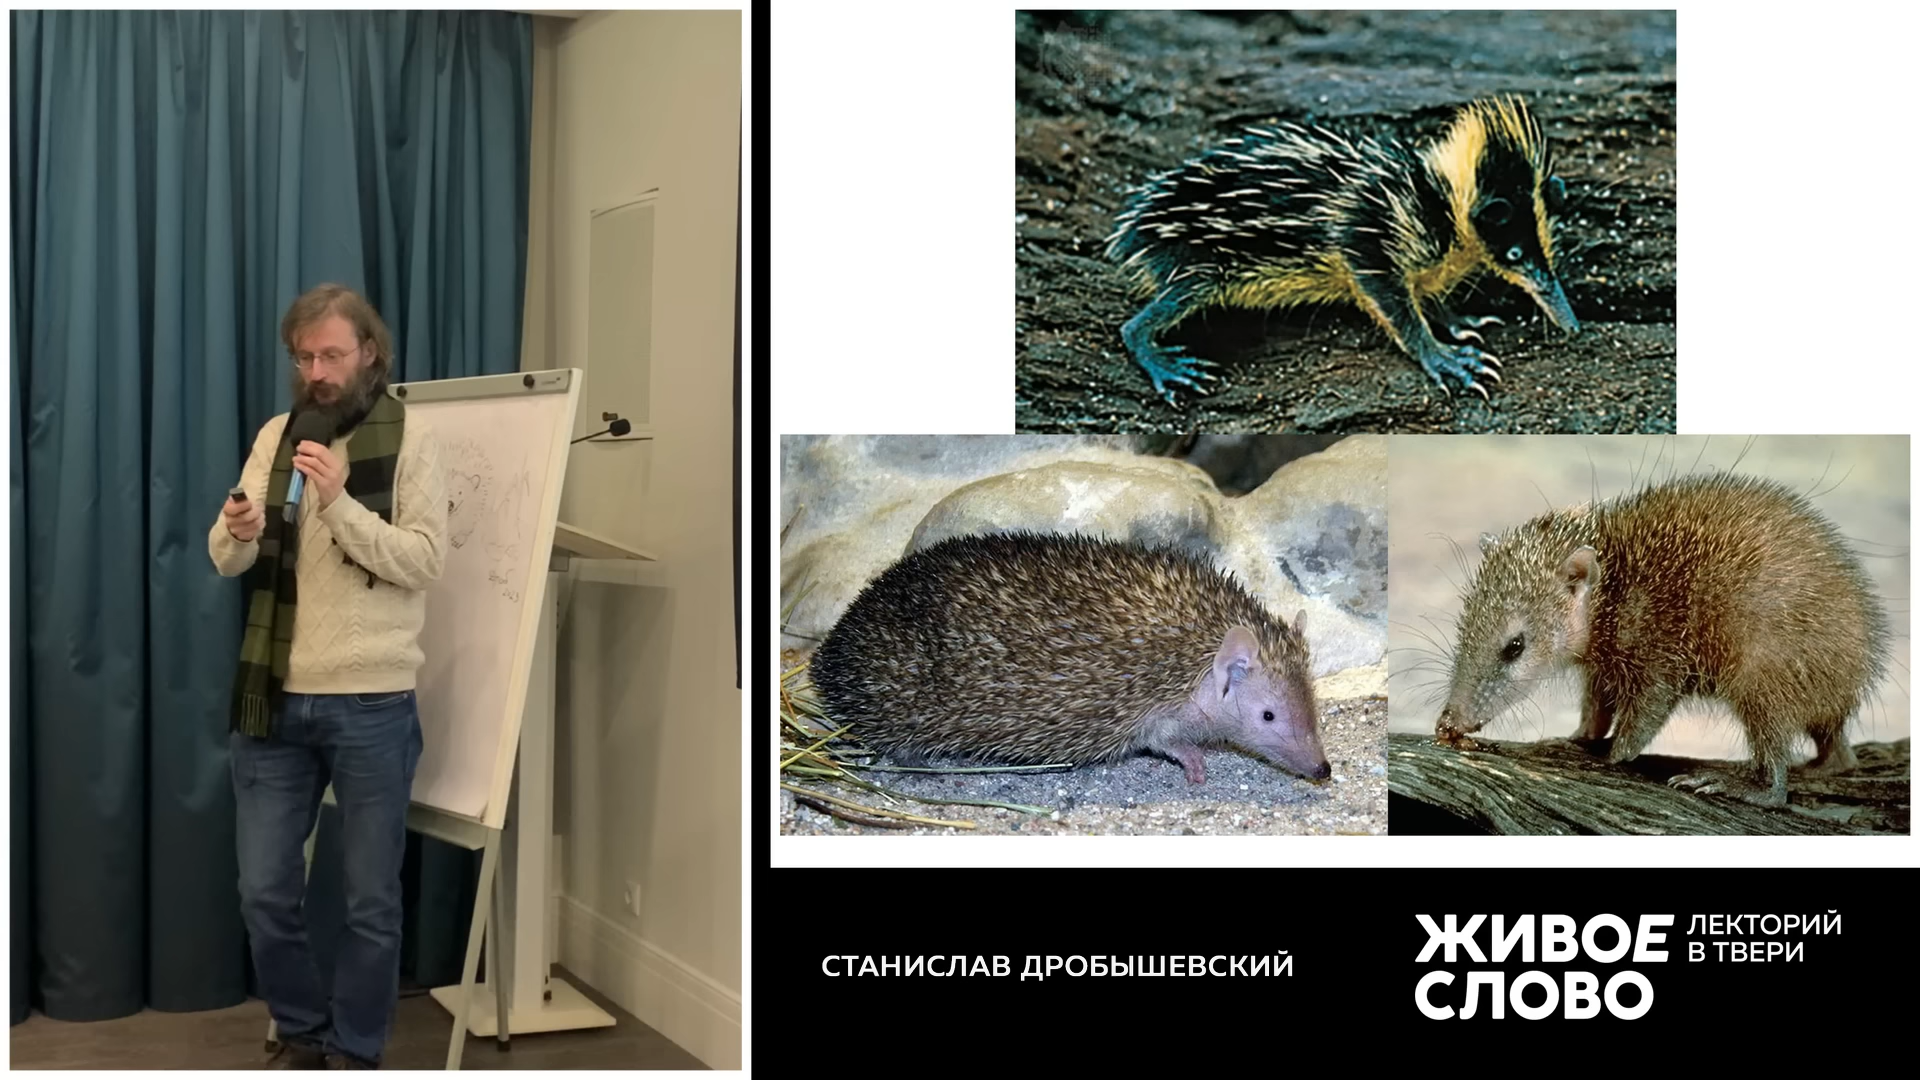 СТАНИСЛАВ ДРОБЫШЕВСКИЙ
ЖИВОЕ
СЛОВО
ЛЕКТОРИЙ
В ТВЕРИ